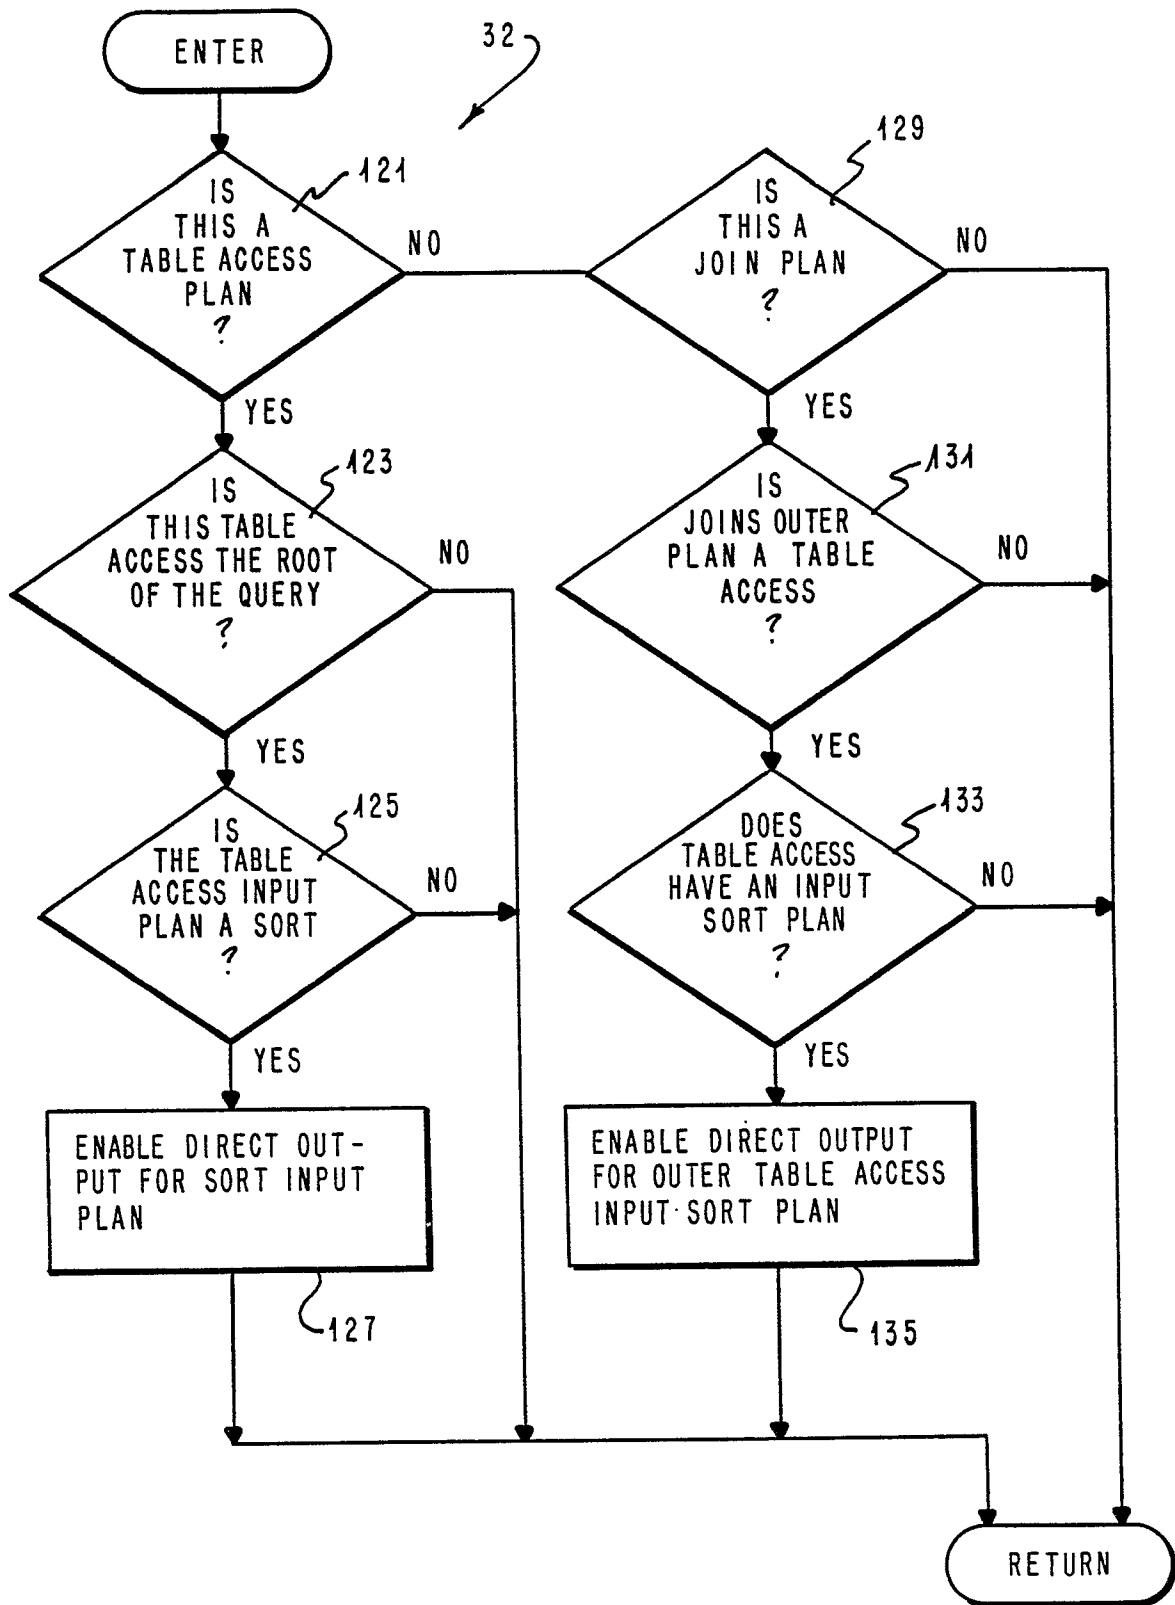 ENTER
32
121
IS
THIS A
TABLE ACCESS
PLAN
?
NO
YES
129
IS
THIS A
JOIN PLAN
?
NO
YES
123
IS
THIS TABLE
ACCESS THE ROOT
OF THE QUERY
?
NO
YES
131
IS
JOINS OUTER
PLAN A TABLE
ACCESS
?
NO
YES
125
IS
THE TABLE
ACCESS INPUT
PLAN A SORT
?
NO
YES
133
DOES
TABLE ACCESS
HAVE AN INPUT
SORT PLAN
?
NO
YES
ENABLE DIRECT OUT-
PUT FOR SORT INPUT
PLAN
127
ENABLE DIRECT OUTPUT
FOR OUTER TABLE ACCESS
INPUT SORT PLAN
135
RETURN